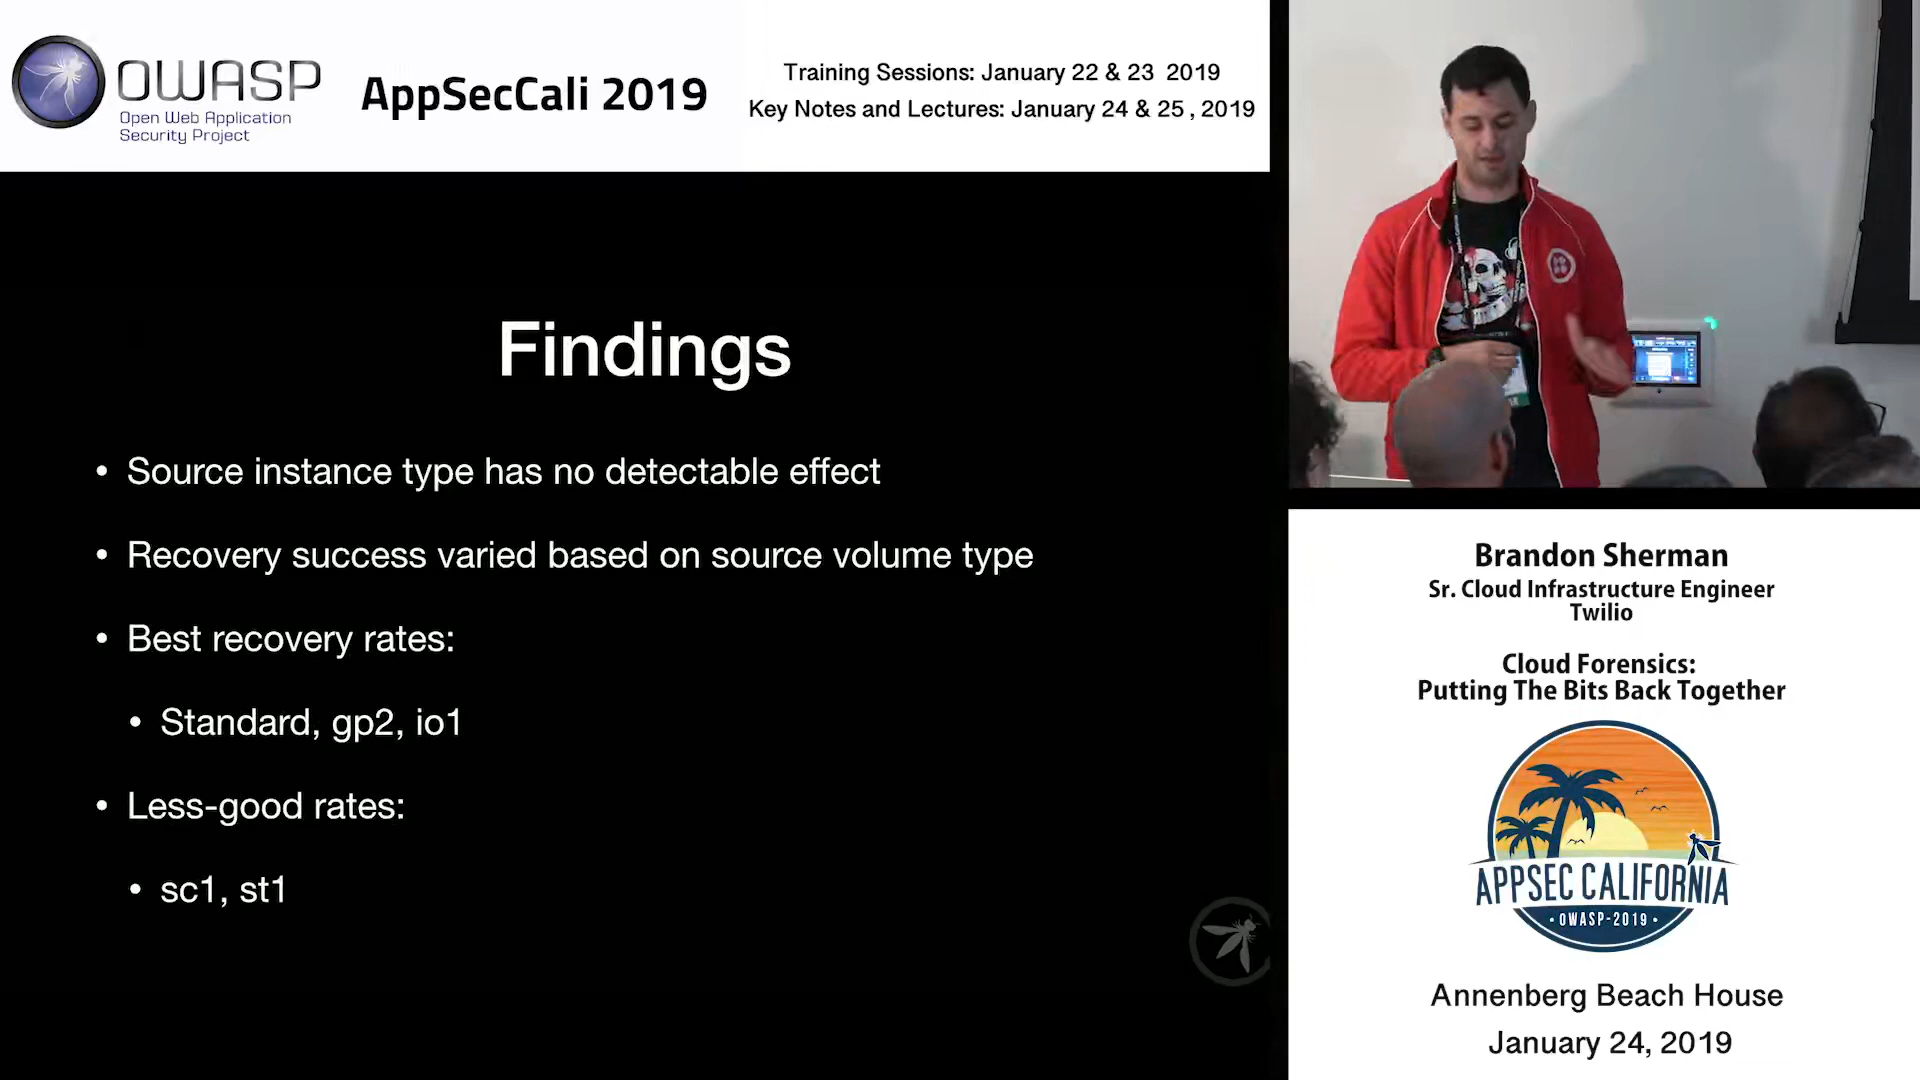 OWASP
Open Web Application
Security Project
AppSecCali 2019
Training Sessions: January 22 & 23 2019
Key Notes and Lectures: January 24 & 25 , 2019
Findings
• Source instance type has no detectable effect
• Recovery success varied based on source volume type
• Best recovery rates:
• Standard, gp2, io1
• Less-good rates:
• sc1, st1
Brandon Sherman
Sr. Cloud Infrastructure Engineer
Twilio
Cloud Forensics:
Putting The Bits Back Together
APPSEC CALIFORNIA
• OWASP-2019 •
Annenberg Beach House
January 24, 2019